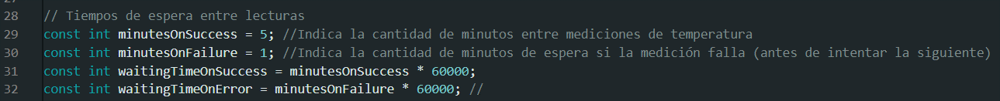 28 // Tiempos de espera entre lecturas
29 const int minutesOnSuccess = 5; //Indica la cantidad de minutos entre mediciones de temperatura
30 const int minutesOnFailure = 1; //Indica la cantidad de minutos de espera si la medición falla (antes de intentar la siguiente)
31 const int waitingTimeOnSuccess = minutesOnSuccess * 60000;
32 const int waitingTimeOnError = minutesOnFailure * 60000; //